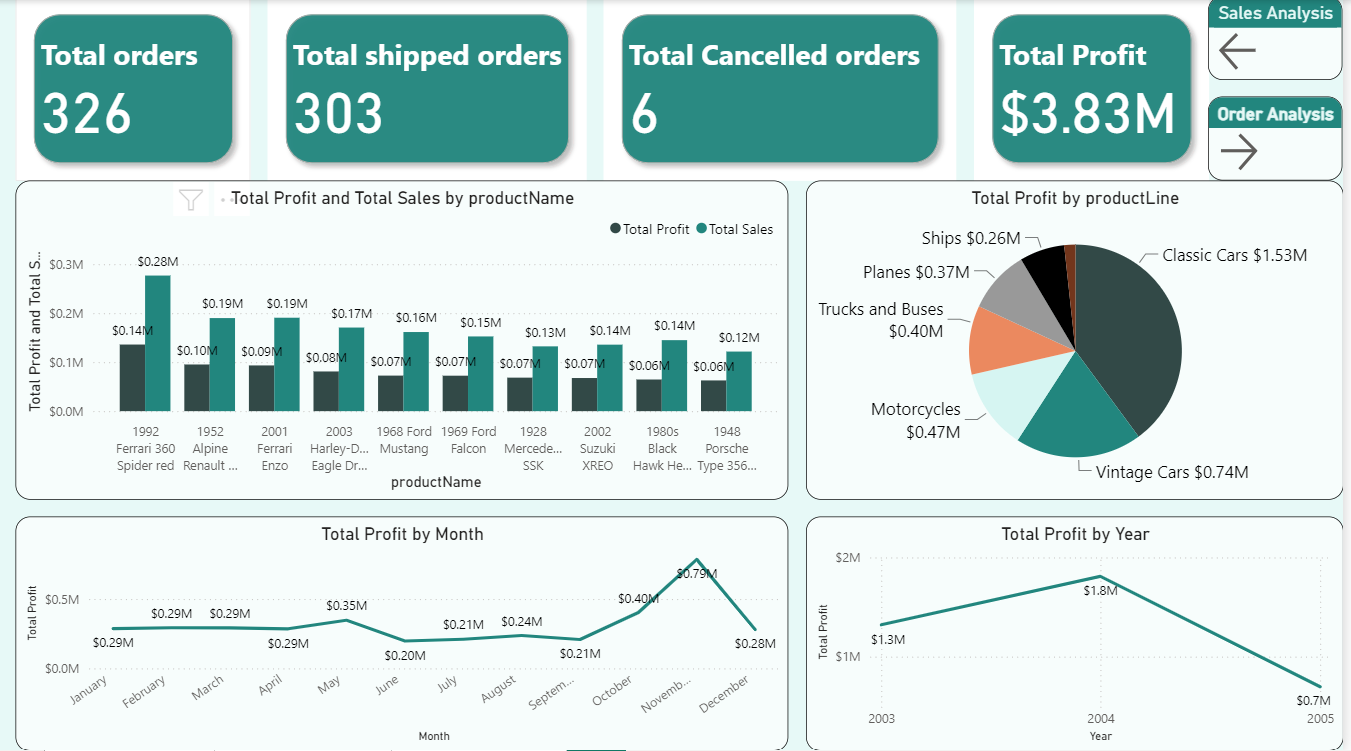 Total orders
326
Total shipped orders
303
Total Cancelled orders
6
Total Profit
$3.83M
Sales Analysis
Order Analysis
Total Profit and Total Sales by productName
Total Profit Total Sales
Total Profit and Total S...
$0.3M
$0.2M
$0.1M
$0.0M
$0.14M
$0.28M
$0.10M
$0.19M
$0.09M
$0.19M
$0.08M
$0.17M
$0.07M
$0.16M
$0.07M
$0.15M
$0.07M
$0.13M
$0.07M
$0.14M
$0.06M
$0.14M
$0.06M
$0.12M
1992
Ferrari 360
Spider red
1952
Alpine
Renault ...
2001
Ferrari
Enzo
2003
Harley-D...
Eagle Dr...
1968 Ford
Mustang
1969 Ford
Falcon
1928
Mercede...
SSK
2002
Suzuki
XREO
1980s
Black
Hawk He...
1948
Porsche
Type 356...
productName
Total Profit by productLine
Ships $0.26M
Classic Cars $1.53M
Planes $0.37M
Trucks and Buses
$0.40M
Motorcycles
$0.47M
Vintage Cars $0.74M
Total Profit by Month
Total Profit
$0.5M
$0.0M
$0.29M
$0.29M
$0.29M
$0.29M
$0.35M
$0.20M
$0.21M
$0.24M
$0.21M
$0.40M
$0.79M
$0.28M
January
February
March
April
May
June
July
August
Septem...
October
Novemb...
December
Month
Total Profit by Year
Total Profit
$2M
$1M
$1.3M
$1.8M
$0.7M
2003
2004
2005
Year